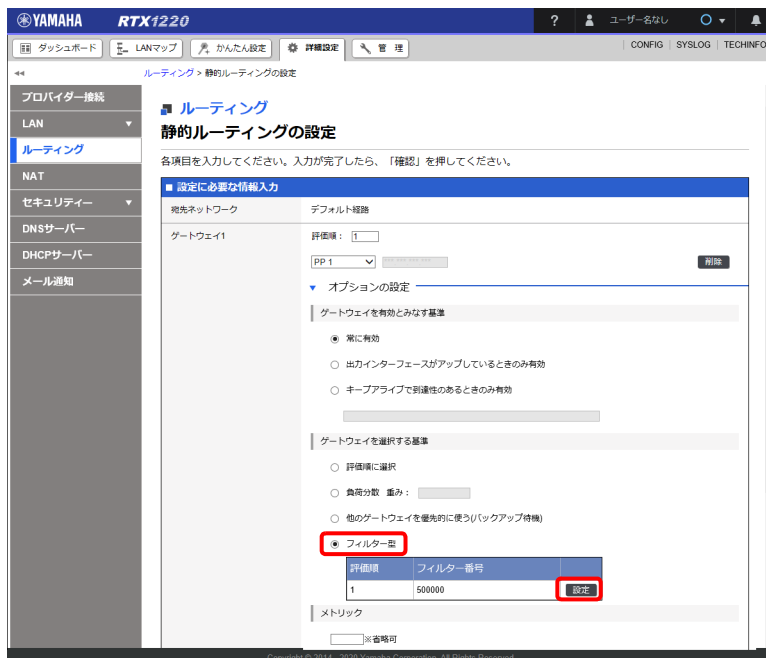 YAMAHA RTX1220 ? ユーザー名なし
ダッシュボード LANマップ かんたん設定 詳細設定 管 理 CONFIG SYSLOG TECHINFO
ルーティング > 静的ルーティングの設定
プロバイダー接続
LAN
ルーティング
NAT
セキュリティー
DNSサーバー
DHCPサーバー
メール通知
ルーティング
静的ルーティングの設定
各項目を入力してください。入力が完了したら、「確認」を押してください。
■ 設定に必要な情報入力
宛先ネットワーク デフォルト経路
ゲートウェイ1 評価順： 1
PP 1 削除
オプションの設定
ゲートウェイを有効とみなす基準
常に有効
出力インターフェースがアップしているときのみ有効
キープアライブで到達性のあるときのみ有効
ゲートウェイを選択する基準
評価順に選択
負荷分散 重み：
他のゲートウェイを優先的に使う(バックアップ待機)
フィルター型
評価順 フィルター番号
1 500000 設定
メトリック
※省略可
Copyright © 2014 - 2020 Yamaha Corporation. All Rights Reserved.